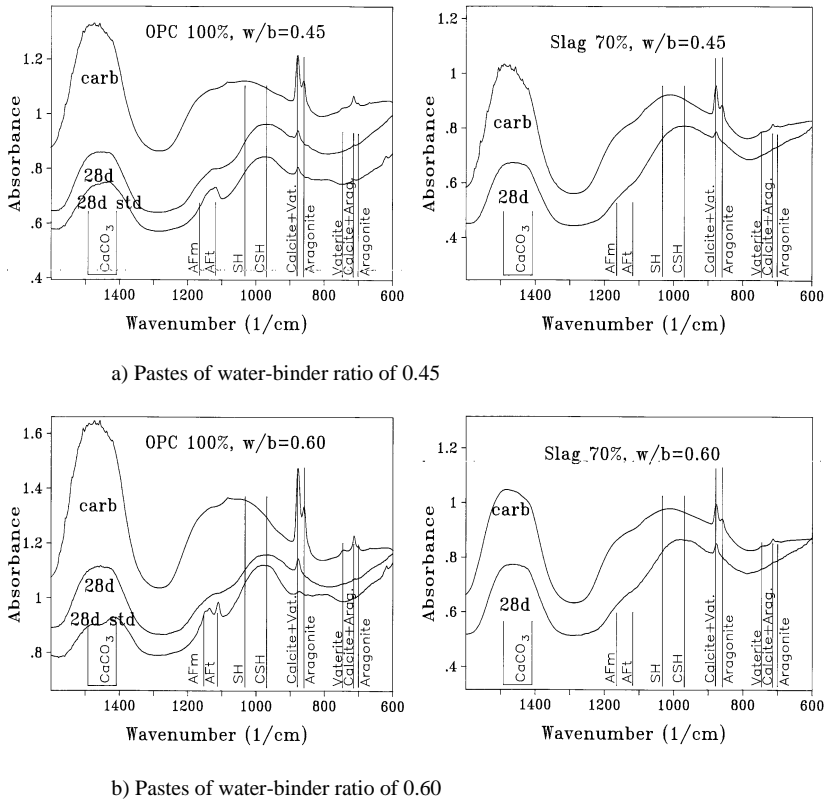 OPC 100%, w/b=0.45
1.2
1
.8
.6
.4
Absorbance
carb
28d
28d std
CaCO3
AFm
AFt
SH
CSH
Calcite+Vat.
Aragonite
Vaterite
Calcite+Arag.
Aragonite
1400
1200
1000
800
600
Wavenumber (1/cm)
Slag 70%, w/b=0.45
1.2
1
.8
.6
.4
Absorbance
carb
28d
CaCO3
AFm
AFt
SH
CSH
Calcite+Vat.
Aragonite
Vaterite
Calcite+Arag.
Aragonite
1400
1200
1000
800
600
Wavenumber (1/cm)
a) Pastes of water-binder ratio of 0.45
OPC 100%, w/b=0.60
1.6
1.4
1.2
1
.8
Absorbance
carb
28d
28d std
CaCO3
AFm
AFt
SH
CSH
Calcite+Vat.
Aragonite
Vaterite
Calcite+Arag.
Aragonite
1400
1200
1000
800
600
Wavenumber (1/cm)
Slag 70%, w/b=0.60
1.2
1
.8
.6
.4
Absorbance
carb
28d
CaCO3
AFm
AFt
SH
CSH
Calcite+Vat.
Aragonite
Vaterite
Calcite+Arag.
Aragonite
1400
1200
1000
800
600
Wavenumber (1/cm)
b) Pastes of water-binder ratio of 0.60